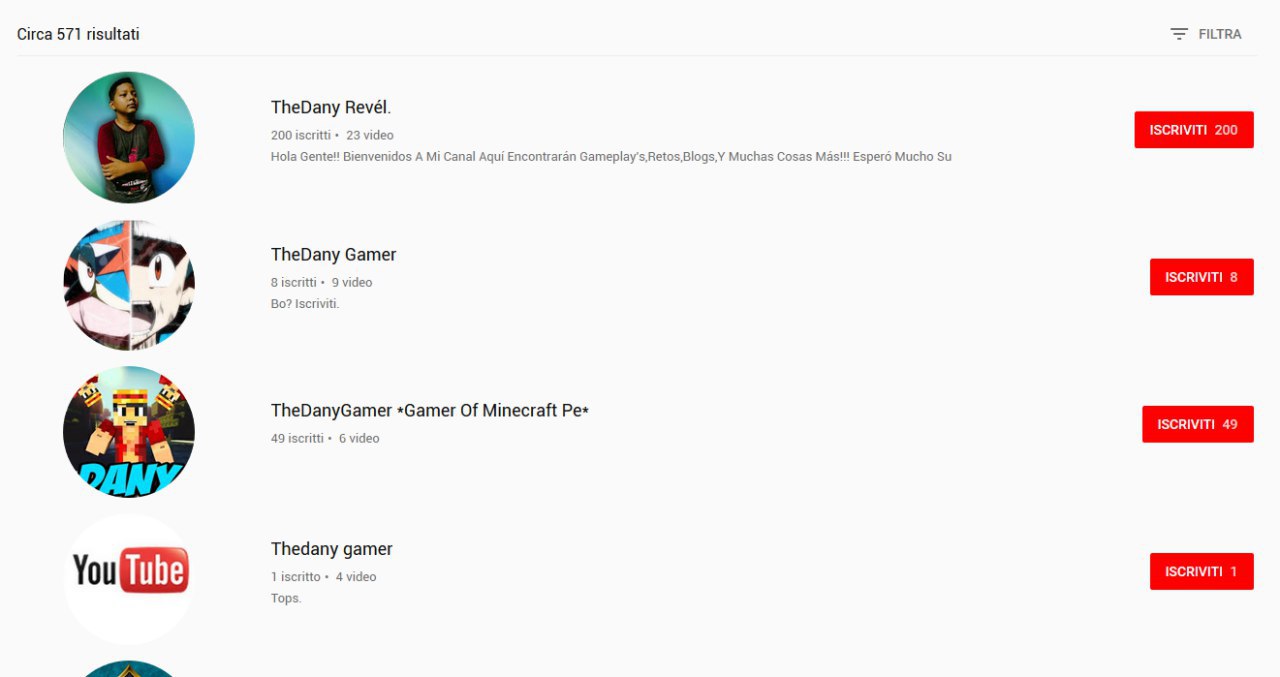 Circa 571 risultati
FILTRA
TheDany Revél.
200 iscritti • 23 video
Hola Gente!! Bienvenidos A Mi Canal Aquí Encontrarán Gameplay's,Retos,Blogs,Y Muchas Cosas Más!!! Esperó Mucho Su
ISCRIVITI 200
TheDany Gamer
8 iscritti • 9 video
Bo? Iscriviti.
ISCRIVITI 8
DANY
TheDanyGamer *Gamer Of Minecraft Pe*
49 iscritti • 6 video
ISCRIVITI 49
YouTube
Thedany gamer
1 iscritto • 4 video
Tops.
ISCRIVITI 1